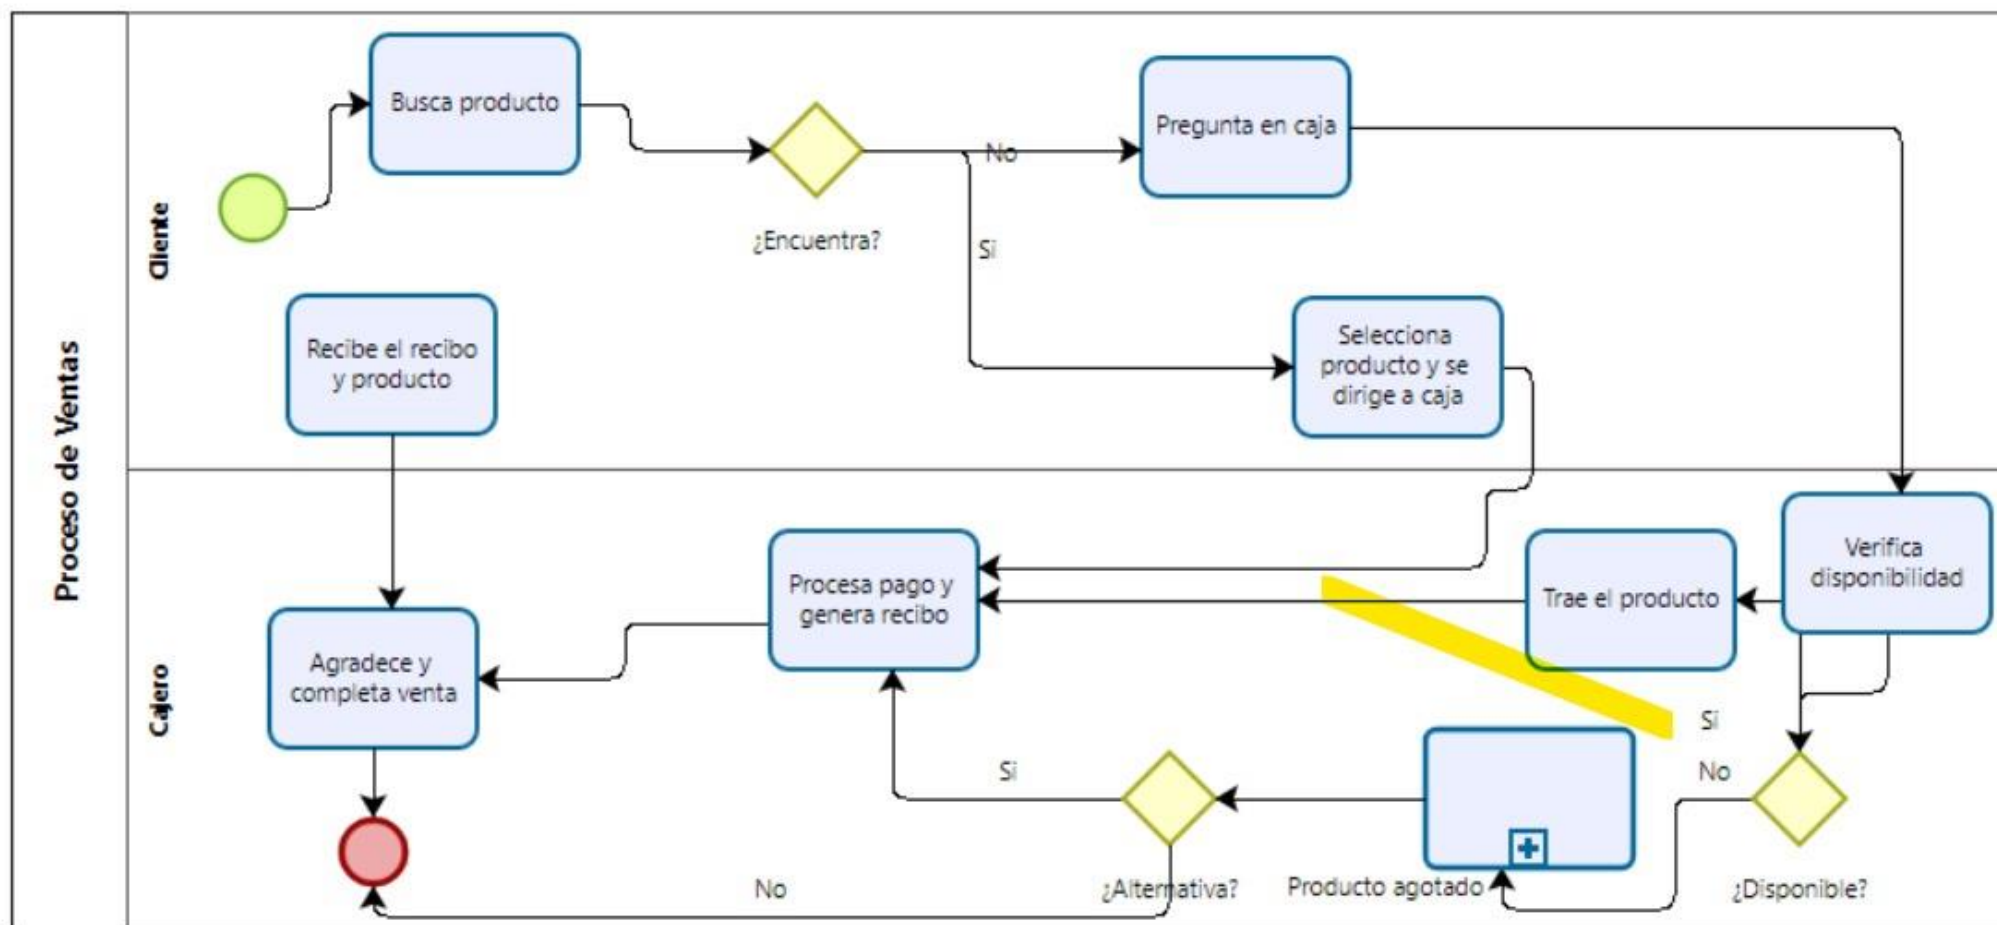 Proceso de Ventas
Cliente
Busca producto
¿Encuentra?
No
Si
Pregunta en caja
Selecciona
producto y se
dirige a caja
Recibe el recibo
y producto
Cajero
Agradece y
completa venta
Procesa pago y
genera recibo
Trae el producto
Verifica
disponibilidad
Si
No
¿Disponible?
Producto agotado
¿Alternativa?
Si
No